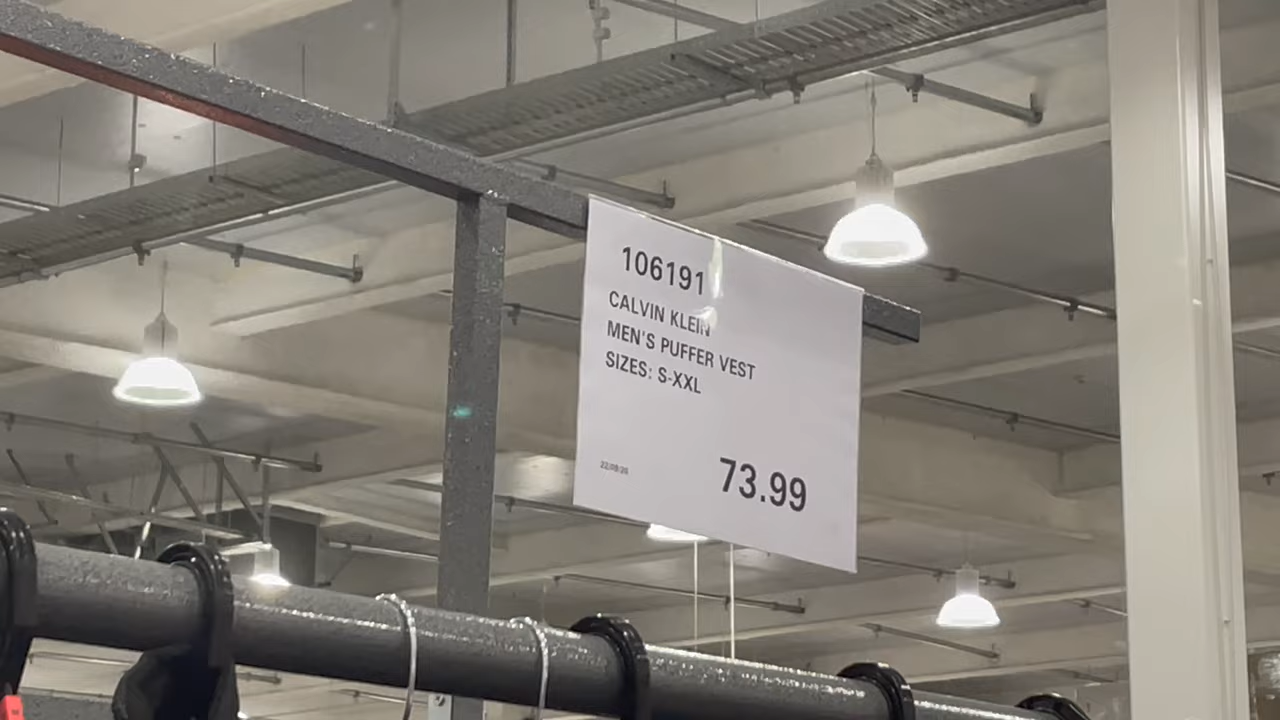 106191
CALVIN KLEIN
MEN'S PUFFER VEST
SIZES: S-XXL
73.99